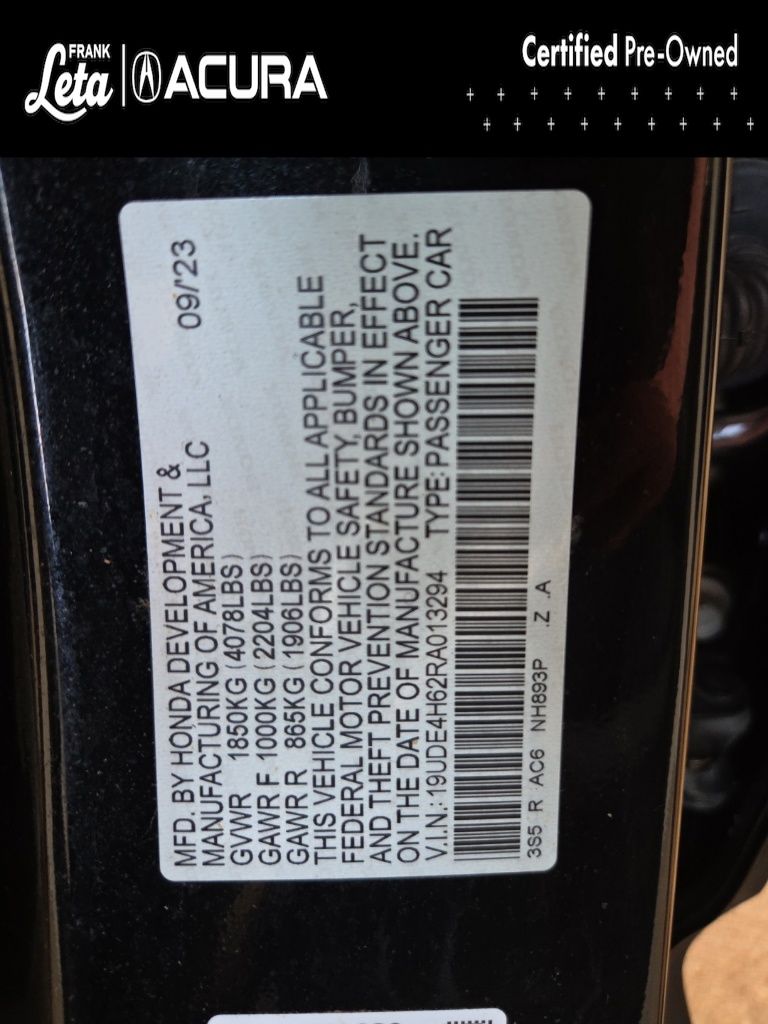 FRANK
Leta
ACURA
Certified Pre-Owned
MFD. BY HONDA DEVELOPMENT & 09/'23
MANUFACTURING OF AMERICA, LLC
GVWR 1850KG (4078LBS)
GAWR F 1000KG (2204LBS)
GAWR R 865KG (1906LBS)
THIS VEHICLE CONFORMS TO ALL APPLICABLE
FEDERAL MOTOR VEHICLE SAFETY, BUMPER,
AND THEFT PREVENTION STANDARDS IN EFFECT
ON THE DATE OF MANUFACTURE SHOWN ABOVE.
V.I.N.: 19UDE4H62RA013294 TYPE: PASSENGER CAR
3S5 R AC6 NH893P .Z .A